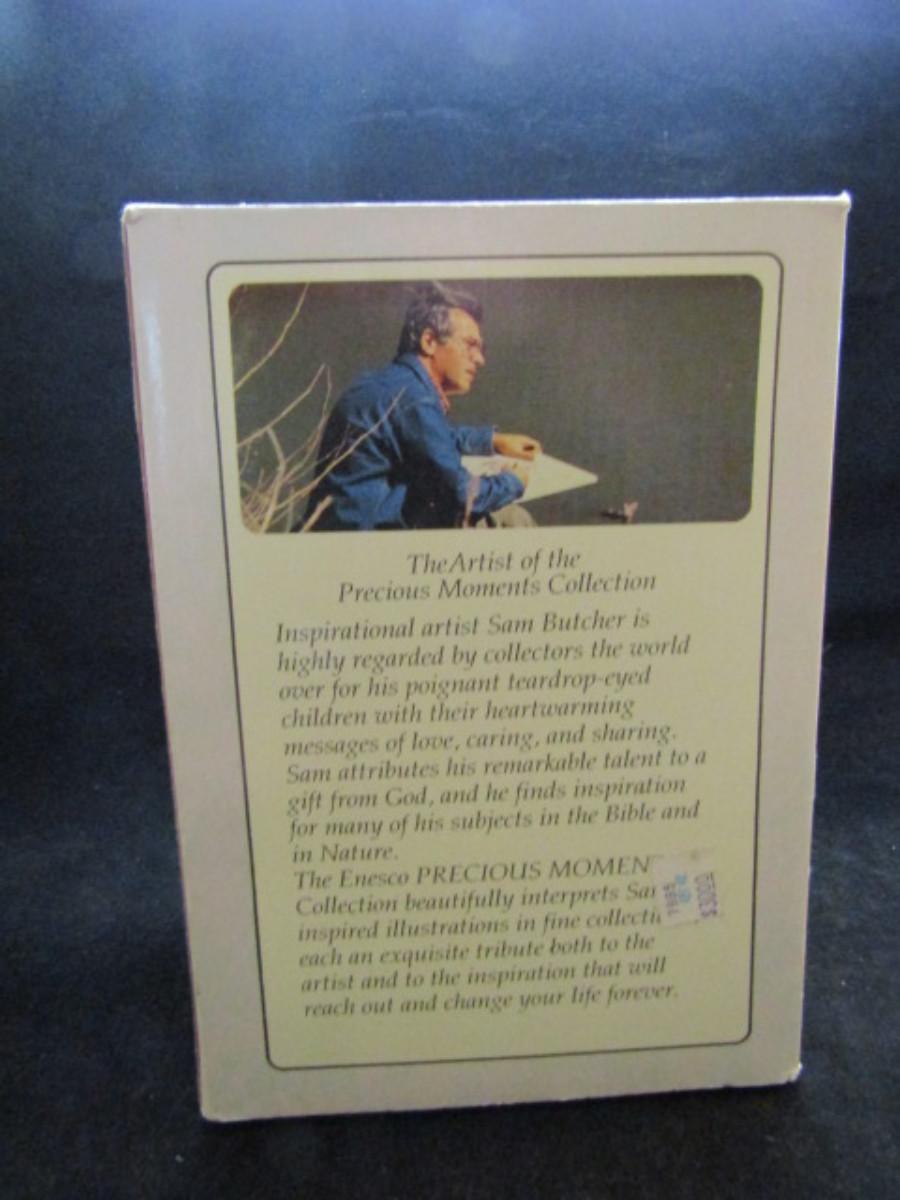 The Artist of the
Precious Moments Collection
Inspirational artist Sam Butcher is
highly regarded by collectors the world
over for his poignant teardrop-eyed
children with their heartwarming
messages of love, caring, and sharing.
Sam attributes his remarkable talent to a
gift from God, and he finds inspiration
for many of his subjects in the Bible and
in Nature.
The Enesco PRECIOUS MOMEN
Collection beautifully interprets Sa
inspired illustrations in fine collecti
each an exquisite tribute both to the
artist and to the inspiration that will
reach out and change your life forever.